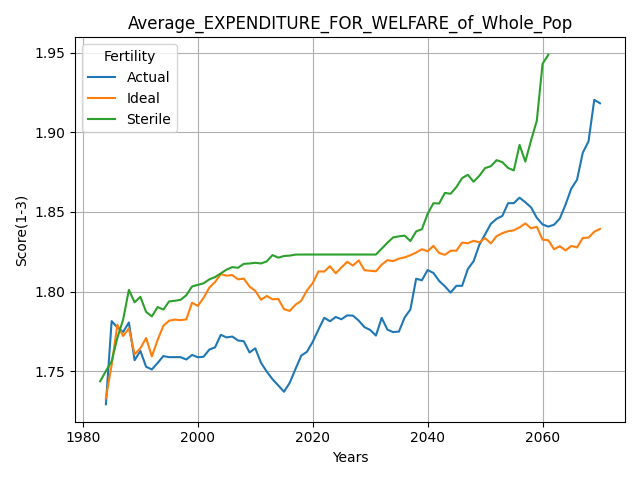 Average_EXPENDITURE_FOR_WELFARE_of_Whole_Pop
Fertility
Actual
Ideal
Sterile
1.95
1.90
1.85
1.80
1.75
Score(1-3)
1980 2000 2020 2040 2060
Years